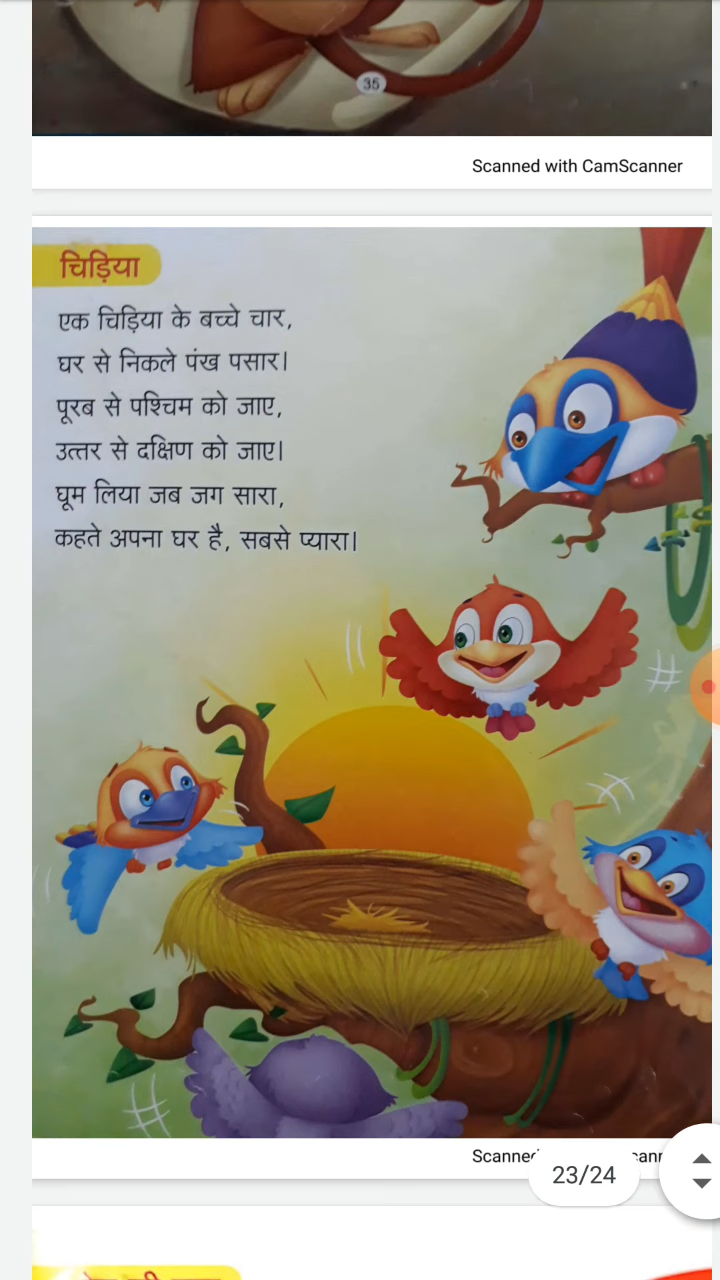 35
Scanned with CamScanner
चिड़िया
एक चिड़िया के बच्चे चार,
घर से निकले पंख पसार।
पूरब से पश्चिम को जाए,
उत्तर से दक्षिण को जाए।
घूम लिया जब जग सारा,
कहते अपना घर है, सबसे प्यारा।
23/24